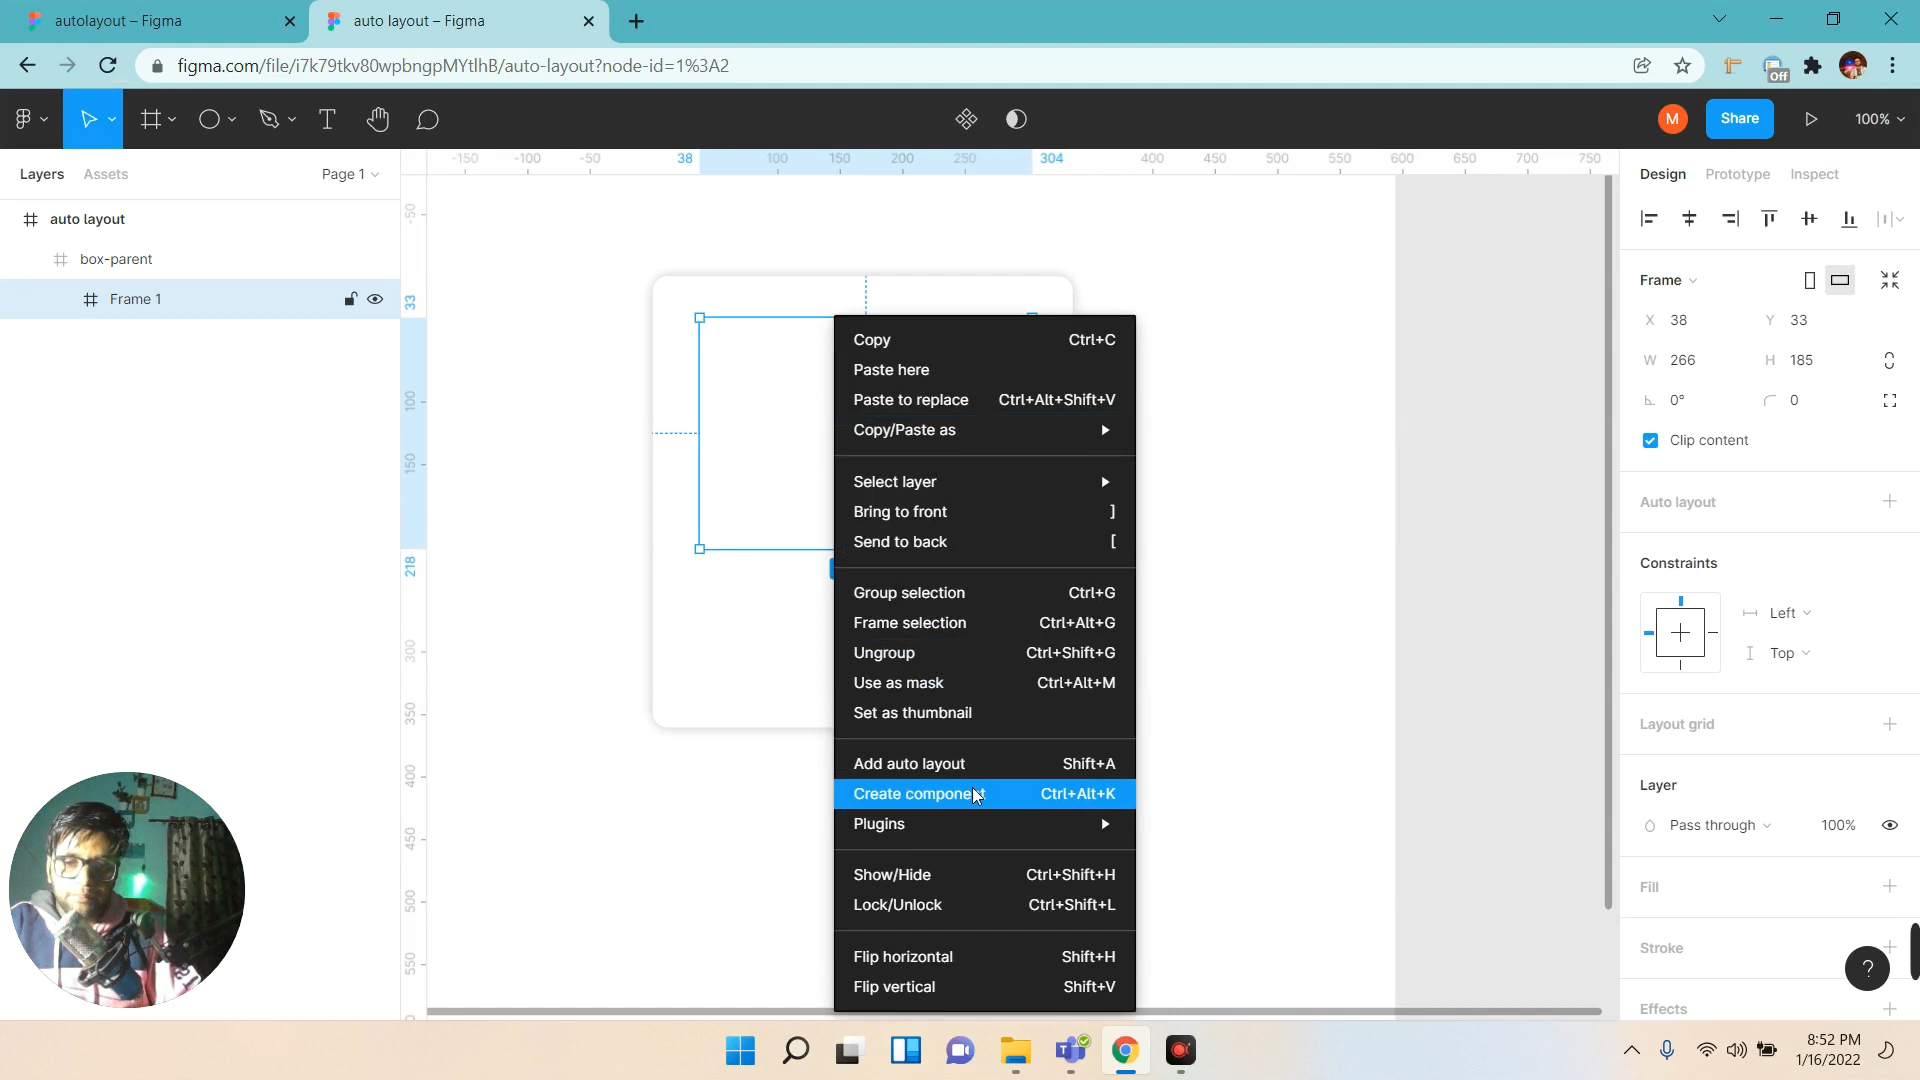 autolayout – Figma
auto layout – Figma
figma.com/file/i7k79tkv80wpbngpMYtlhB/auto-layout?node-id=1%3A2
Off
M
Share
100%
Layers
Assets
Page 1
auto layout
box-parent
Frame 1
-150 -100 -50 38 100 150 200 250 304 400 450 500 550 600 650 700 750
-50
33
100
150
218
300
350
400
450
500
550
Copy Ctrl+C
Paste here
Paste to replace Ctrl+Alt+Shift+V
Copy/Paste as
Select layer
Bring to front ]
Send to back [
Group selection Ctrl+G
Frame selection Ctrl+Alt+G
Ungroup Ctrl+Shift+G
Use as mask Ctrl+Alt+M
Set as thumbnail
Add auto layout Shift+A
Create component Ctrl+Alt+K
Plugins
Show/Hide Ctrl+Shift+H
Lock/Unlock Ctrl+Shift+L
Flip horizontal Shift+H
Flip vertical Shift+V
Design Prototype Inspect
Frame
X 38 Y 33
W 266 H 185
0° 0
Clip content
Auto layout
Constraints
Left
Top
Layout grid
Layer
Pass through 100%
Fill
Stroke
?
Effects
8:52 PM
1/16/2022